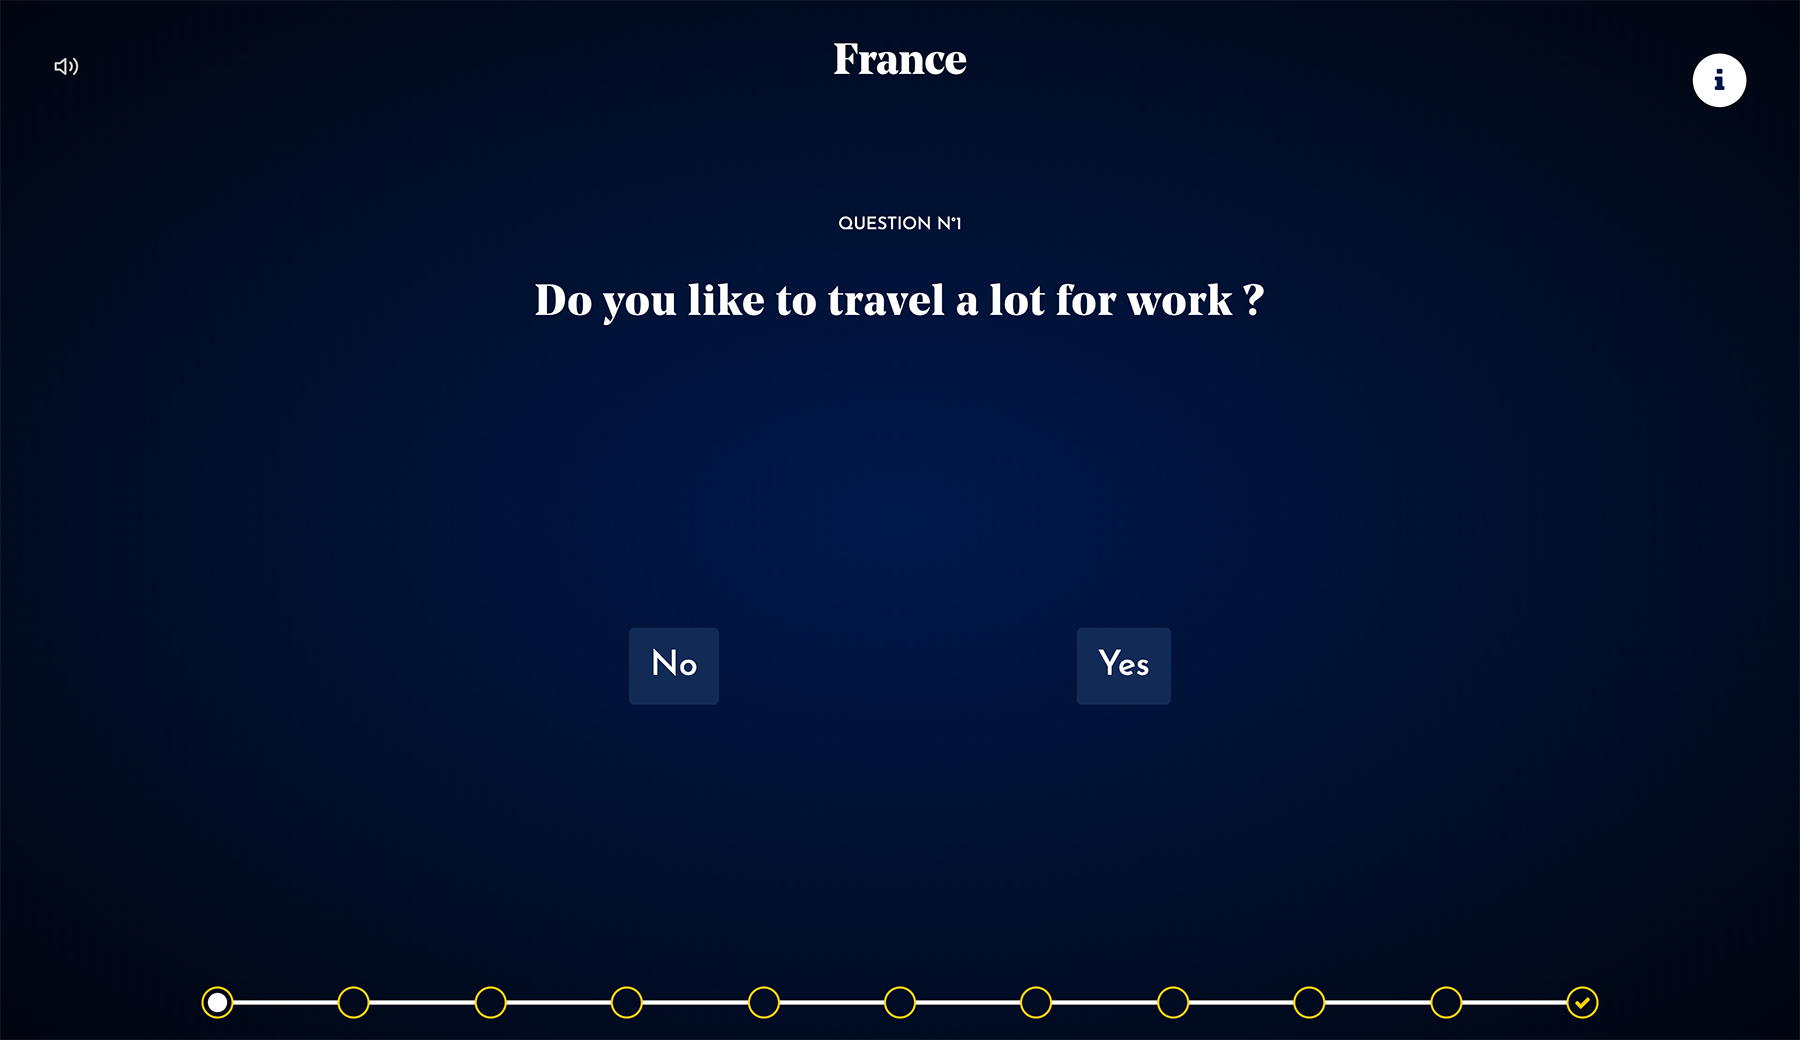 France
QUESTION N°1
Do you like to travel a lot for work ?
No
Yes